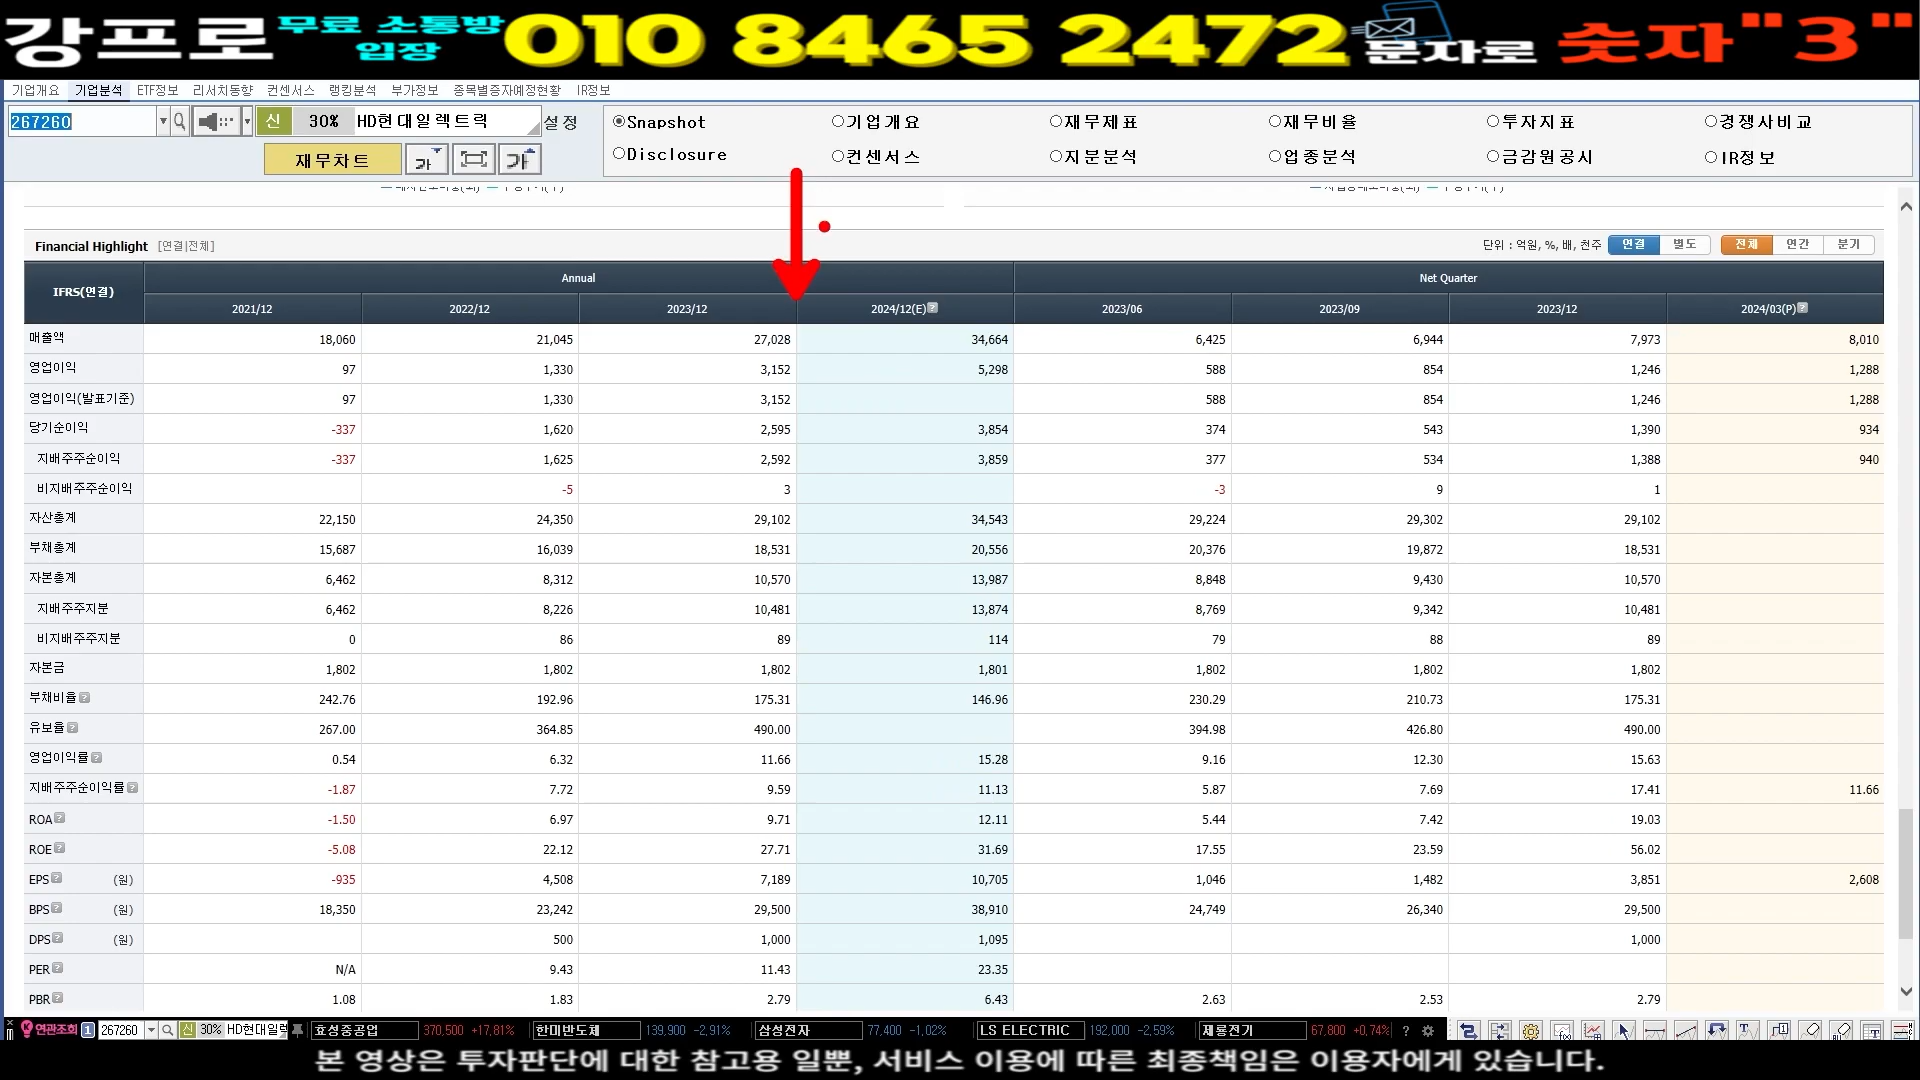 강프로 무료 소통방 입장 010 8465 2472 문자로 숫자"3"
기업개요 기업분석 ETF정보 리서치동향 컨센서스 랭킹분석 부가정보 종목별증자예정현황 IR정보
267260 신 30% HD현대일렉트릭 설정
재무차트 가 가
Snapshot 기업개요 재무제표 재무비율 투자지표 경쟁사비교
Disclosure 컨센서스 지분분석 업종분석 금감원공시 IR정보
Financial Highlight [연결|전체] 단위 : 억원, %, 배, 천주 연결 별도 전체 연간 분기
IFRS(연결) Annual Net Quarter
2021/12 2022/12 2023/12 2024/12(E) 2023/06 2023/09 2023/12 2024/03(P)
매출액 18,060 21,045 27,028 34,664 6,425 6,944 7,973 8,010
영업이익 97 1,330 3,152 5,298 588 854 1,246 1,288
영업이익(발표기준) 97 1,330 3,152 588 854 1,246 1,288
당기순이익 -337 1,620 2,595 3,854 374 543 1,390 934
지배주주순이익 -337 1,625 2,592 3,859 377 534 1,388 940
비지배주주순이익 -5 3 -3 9 1
자산총계 22,150 24,350 29,102 34,543 29,224 29,302 29,102
부채총계 15,687 16,039 18,531 20,556 20,376 19,872 18,531
자본총계 6,462 8,312 10,570 13,987 8,848 9,430 10,570
지배주주지분 6,462 8,226 10,481 13,874 8,769 9,342 10,481
비지배주주지분 0 86 89 114 79 88 89
자본금 1,802 1,802 1,802 1,801 1,802 1,802 1,802
부채비율 242.76 192.96 175.31 146.96 230.29 210.73 175.31
유보율 267.00 364.85 490.00 394.98 426.80 490.00
영업이익률 0.54 6.32 11.66 15.28 9.16 12.30 15.63
지배주주순이익률 -1.87 7.72 9.59 11.13 5.87 7.69 17.41 11.66
ROA -1.50 6.97 9.71 12.11 5.44 7.42 19.03
ROE -5.08 22.12 27.71 31.69 17.55 23.59 56.02
EPS (원) -935 4,508 7,189 10,705 1,046 1,482 3,851 2,608
BPS (원) 18,350 23,242 29,500 38,910 24,749 26,340 29,500
DPS (원) 500 1,000 1,095 1,000
PER N/A 9.43 11.43 23.35
PBR 1.08 1.83 2.79 6.43 2.63 2.53 2.79
연관조회 1 267260 신 30% HD현대일렉 효성중공업 370,500 +17,81% 한미반도체 139,900 -2,91% 삼성전자 77,400 -1,02% LS ELECTRIC 192,000 -2,59% 제룡전기 67,800 +0,74% ?
본 영상은 투자판단에 대한 참고용 일뿐, 서비스 이용에 따른 최종책임은 이용자에게 있습니다.